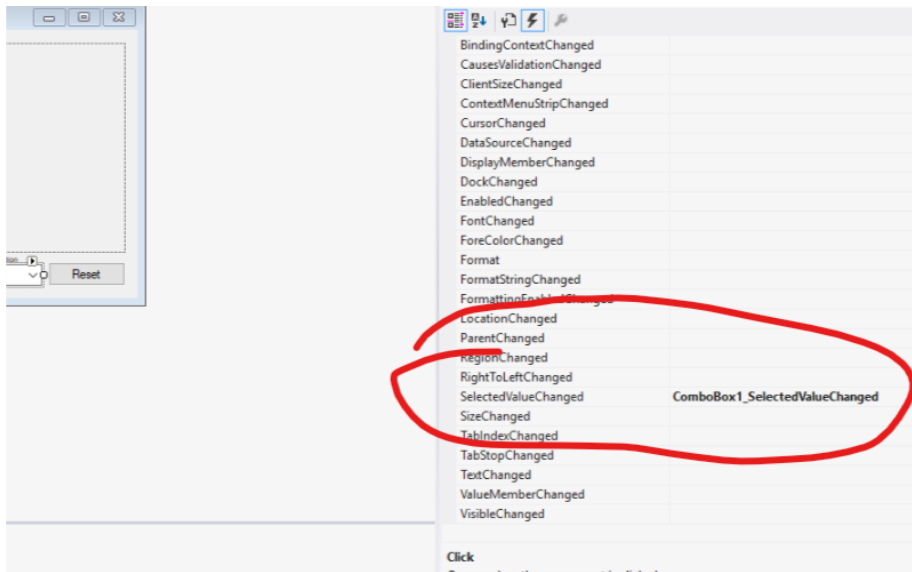 BindingContextChanged
CausesValidationChanged
ClientSizeChanged
ContextMenuStripChanged
CursorChanged
DataSourceChanged
DisplayMemberChanged
DockChanged
EnabledChanged
FontChanged
ForeColorChanged
Format
FormatStringChanged
FormattingEnabledChanged
LocationChanged
ParentChanged
RegionChanged
RightToLeftChanged
SelectedValueChanged ComboBox1_SelectedValueChanged
SizeChanged
TabIndexChanged
TabStopChanged
TextChanged
ValueMemberChanged
VisibleChanged
Click
Reset